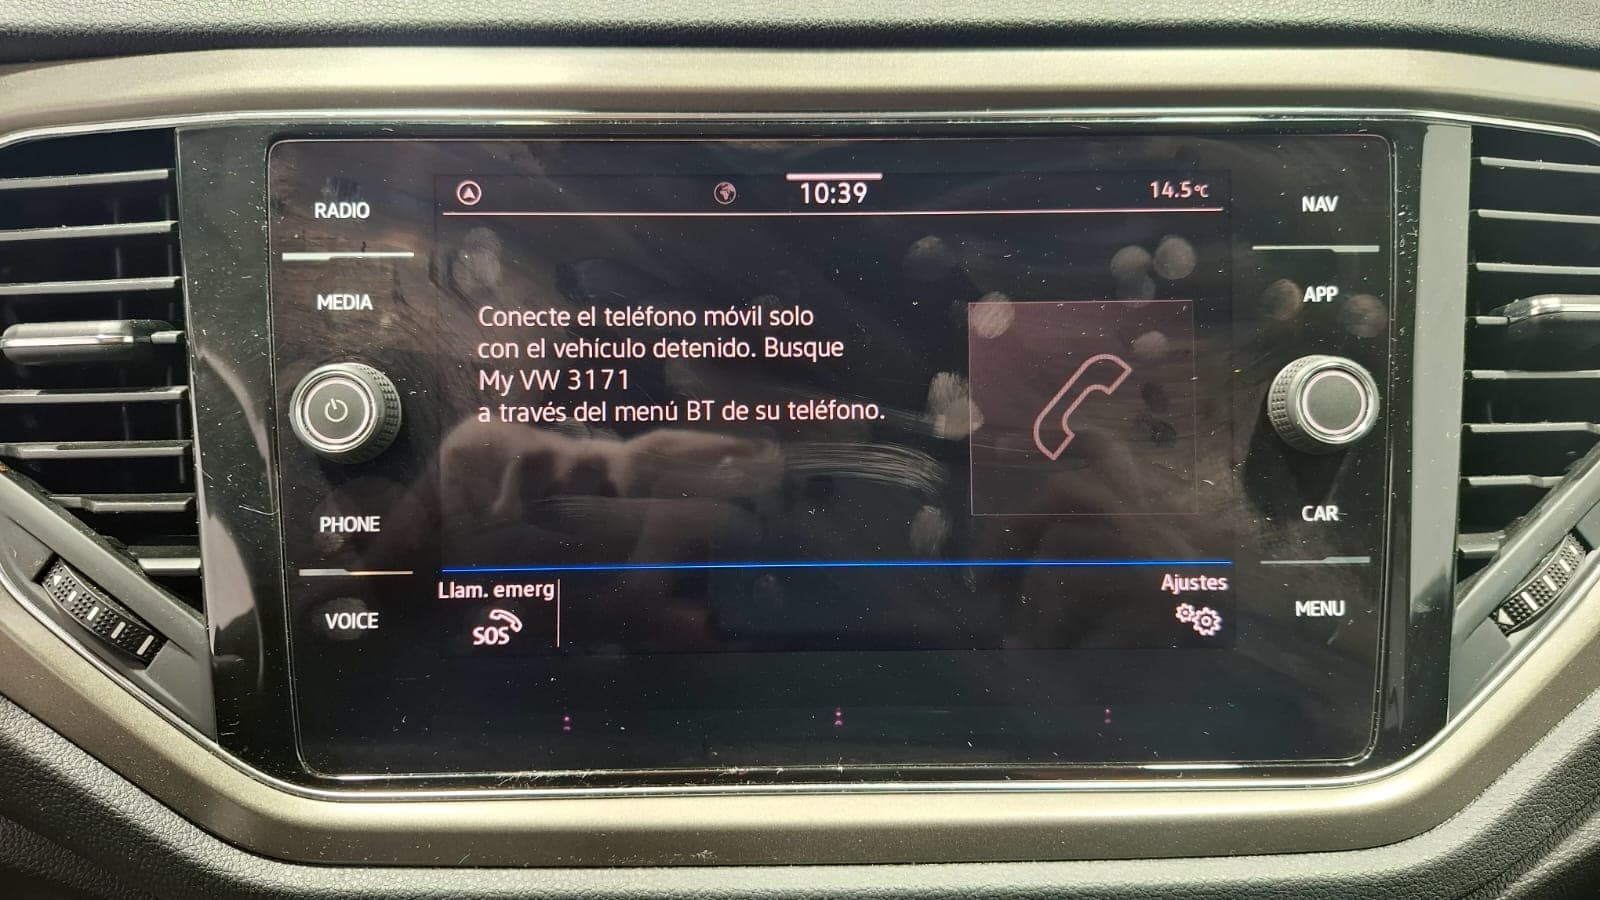 10:39
14.5°C
RADIO
MEDIA
PHONE
VOICE
Conecte el teléfono móvil solo
con el vehículo detenido. Busque
My VW 3171
a través del menú BT de su teléfono.
Llam. emerg
SOS
Ajustes
NAV
APP
CAR
MENU